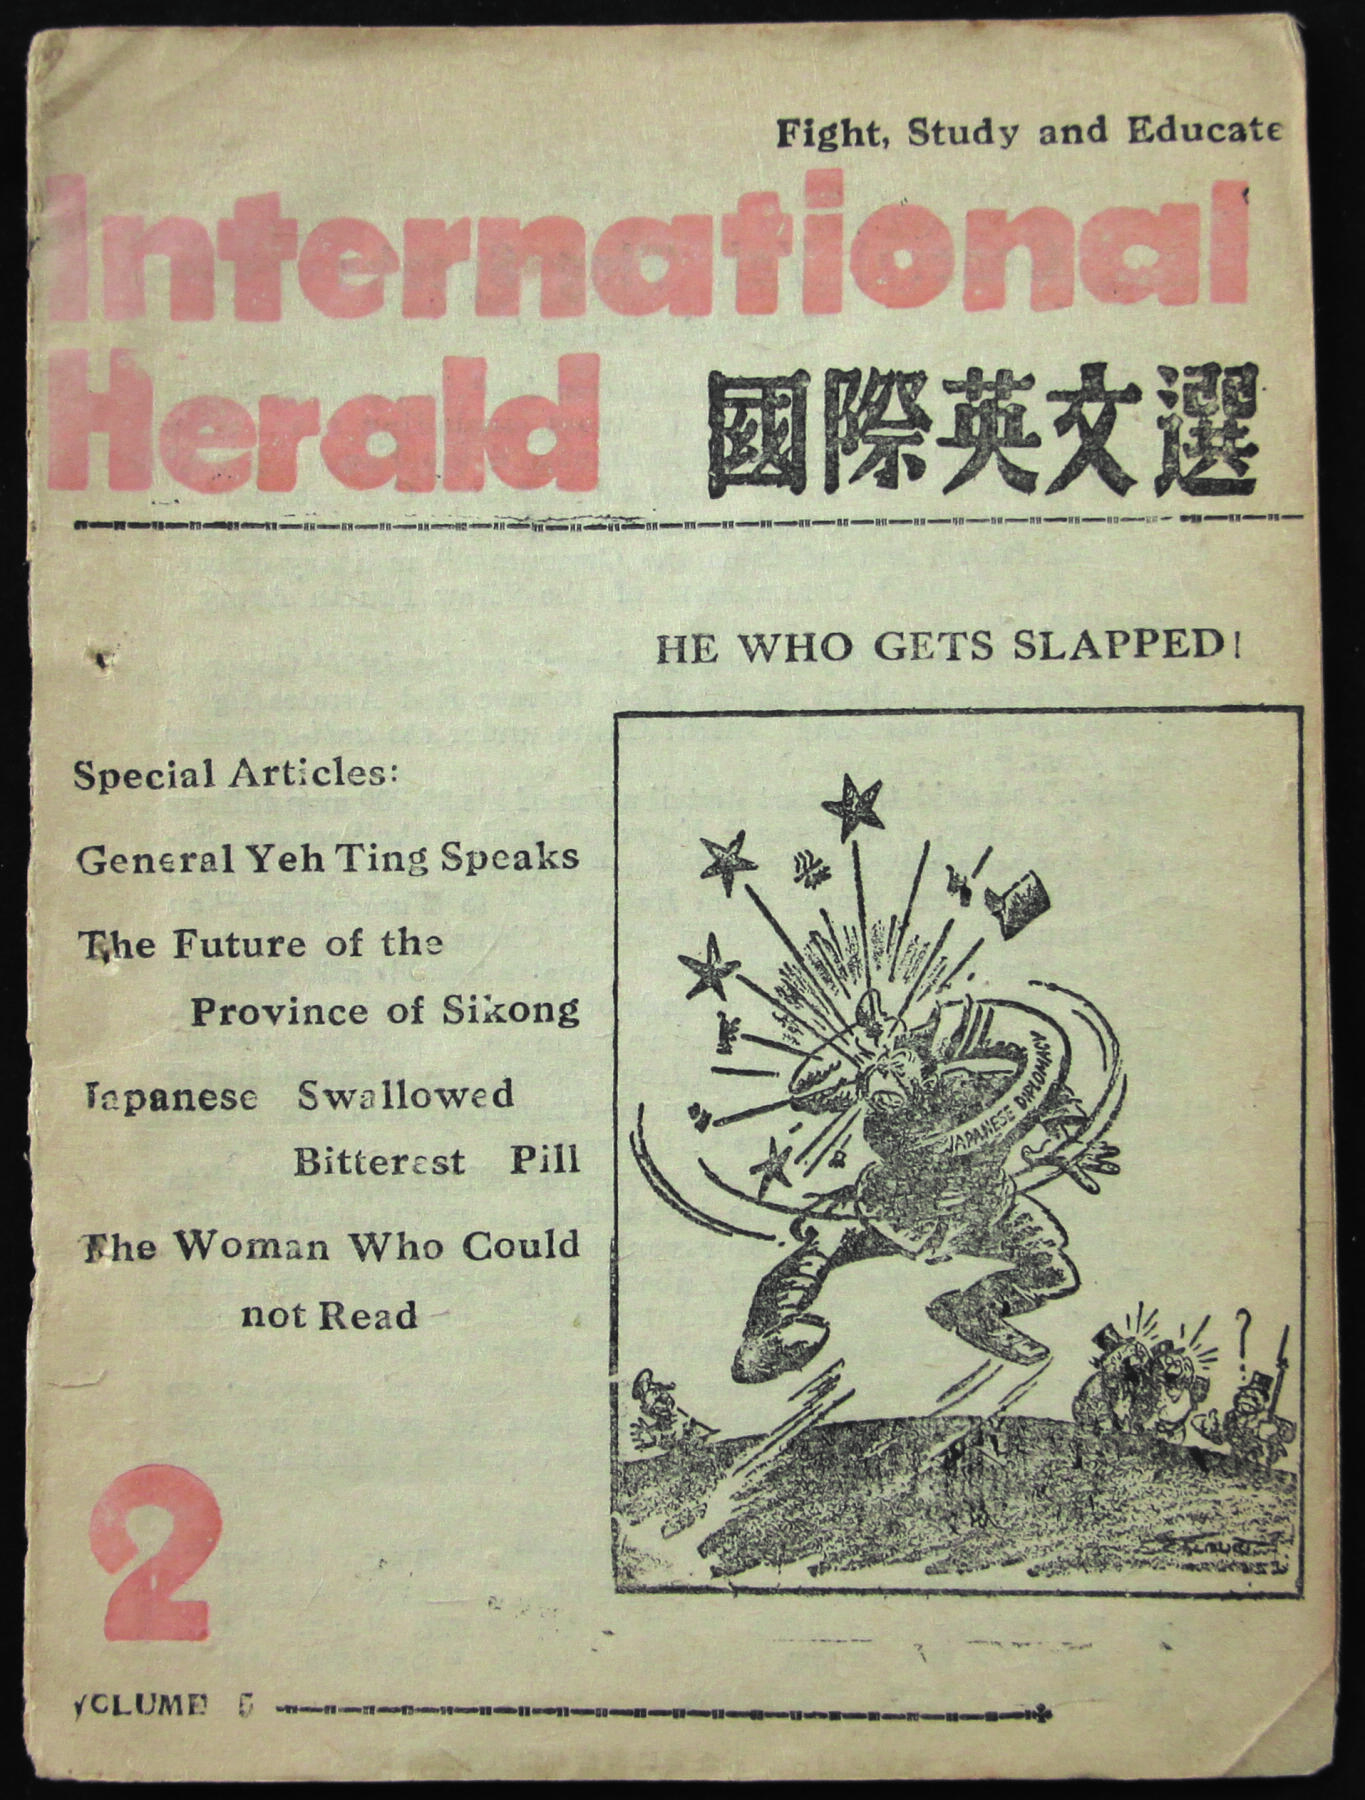 Fight, Study and Educate
International
Herald
國際英文選
HE WHO GETS SLAPPED!
Special Articles:
General Yeh Ting Speaks
The Future of the
Province of Sikong
Japanese Swallowed
Bitterest Pill
The Woman Who Could
not Read
JAPANESE DIPLOMACY
?
2
VOLUME 5